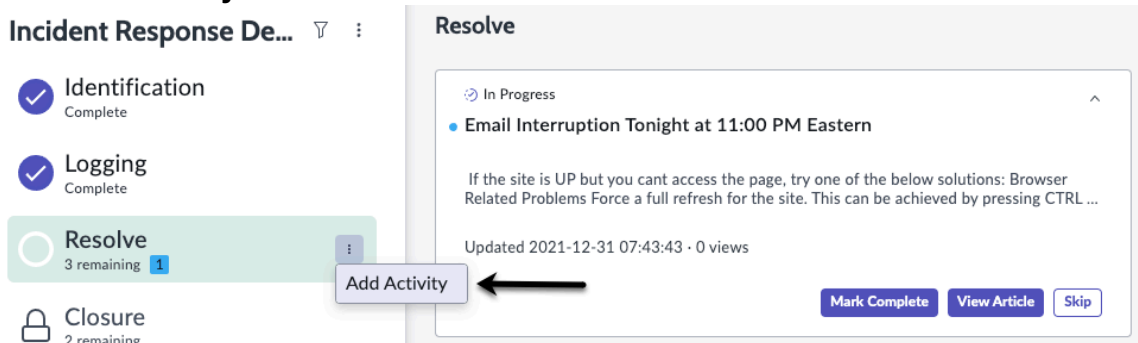 Incident Response De...
Identification
Complete
Logging
Complete
Resolve
3 remaining 1
Add Activity
Closure
2 remaining
Resolve
In Progress
Email Interruption Tonight at 11:00 PM Eastern
If the site is UP but you cant access the page, try one of the below solutions: Browser
Related Problems Force a full refresh for the site. This can be achieved by pressing CTRL ...
Updated 2021-12-31 07:43:43 · 0 views
Mark Complete View Article Skip